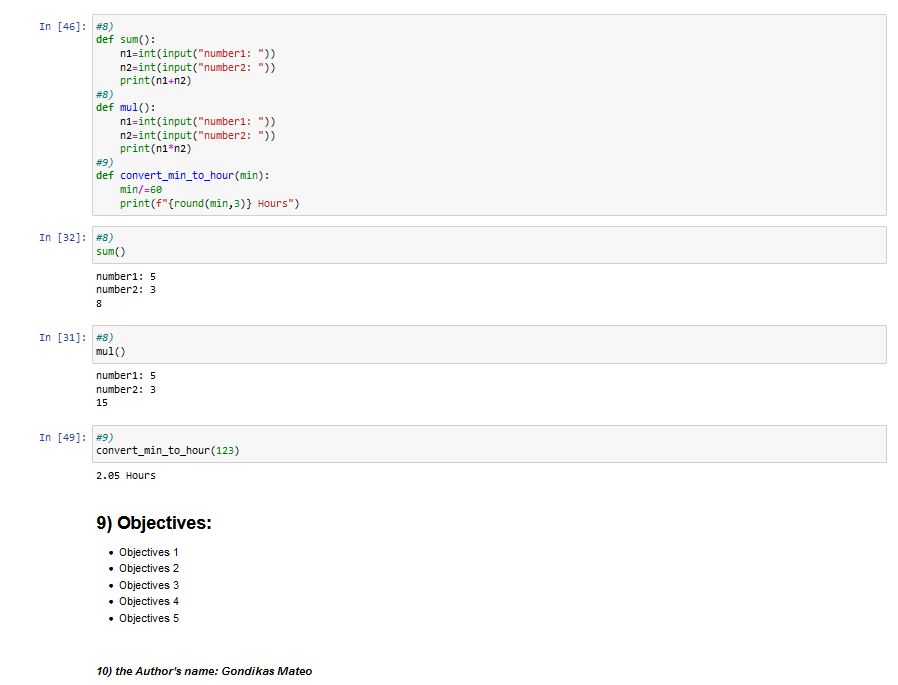 In [46]: #8)
def sum():
    n1=int(input("number1: "))
    n2=int(input("number2: "))
    print(n1+n2)
#8)
def mul():
    n1=int(input("number1: "))
    n2=int(input("number2: "))
    print(n1*n2)
#9)
def convert_min_to_hour(min):
    min/=60
    print(f"{round(min,3)} Hours")
In [32]: #8)
sum()
number1: 5
number2: 3
8
In [31]: #8)
mul()
number1: 5
number2: 3
15
In [49]: #9)
convert_min_to_hour(123)
2.05 Hours
9) Objectives:
• Objectives 1
• Objectives 2
• Objectives 3
• Objectives 4
• Objectives 5
10) the Author's name: Gondikas Mateo